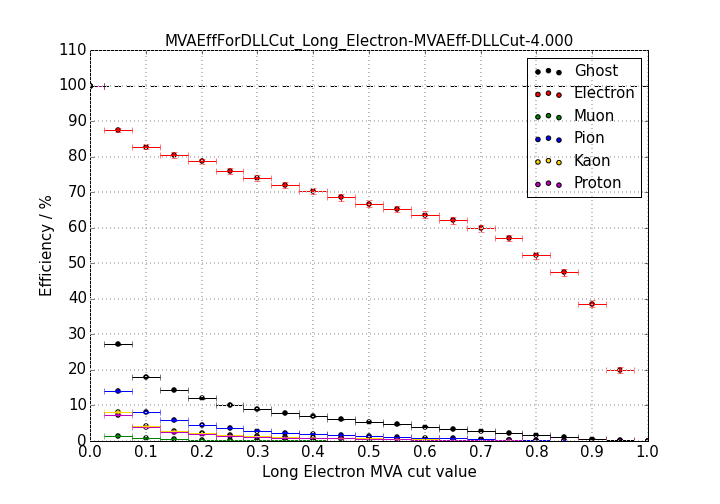 MVAEffForDLLCut_Long_Electron-MVAEff-DLLCut-4.000
110
100
90
80
70
60
50
40
30
20
10
0
Efficiency / %
Ghost
Electron
Muon
Pion
Kaon
Proton
0.0 0.1 0.2 0.3 0.4 0.5 0.6 0.7 0.8 0.9 1.0
Long Electron MVA cut value